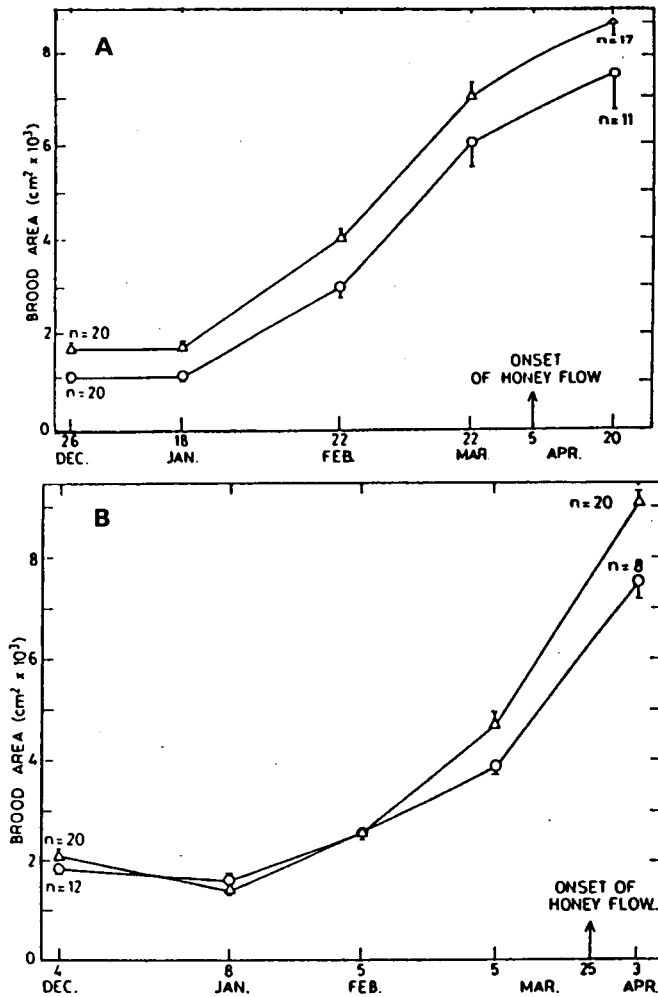 A
8
6
4
2
0
BROOD AREA (cm² x 10³)
n=17
n=11
n=20
n=20
ONSET
OF HONEY FLOW
26 18 22 22 5 20
DEC. JAN. FEB. MAR. APR.
B
8
6
4
2
0
BROOD AREA (cm² x 10³)
n=20
n=8
n=20
n=12
ONSET OF
HONEY FLOW
4 8 5 5 25 3
DEC. JAN. FEB. MAR. APR.